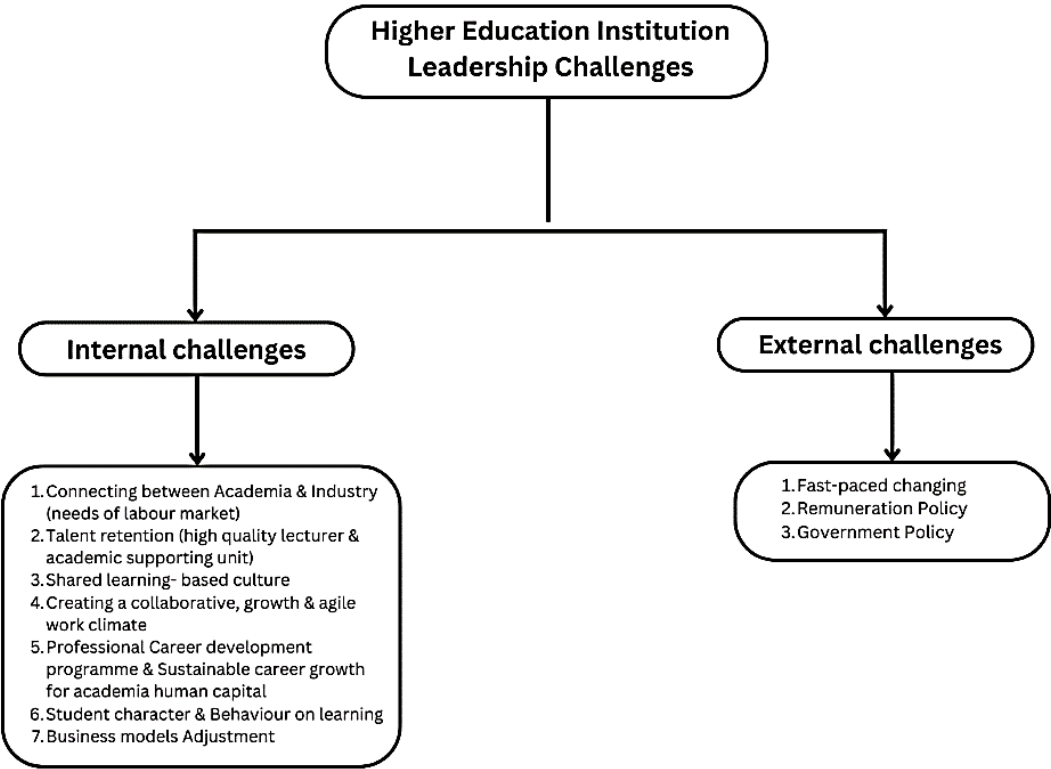 Higher Education Institution
Leadership Challenges
Internal challenges
External challenges
1. Connecting between Academia & Industry
(needs of labour market)
2. Talent retention (high quality lecturer &
academic supporting unit)
3. Shared learning- based culture
4. Creating a collaborative, growth & agile
work climate
5. Professional Career development
programme & Sustainable career growth
for academia human capital
6. Student character & Behaviour on learning
7. Business models Adjustment
1. Fast-paced changing
2. Remuneration Policy
3. Government Policy